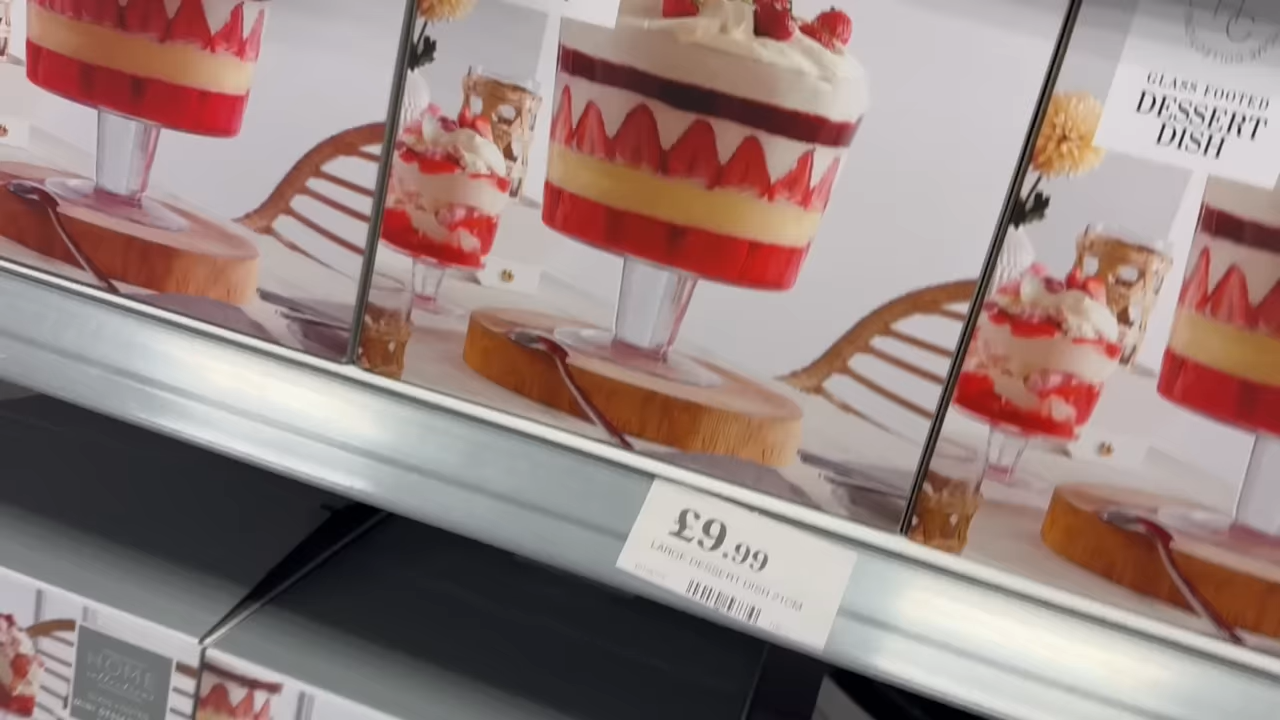 GLASS FOOTED
DESSERT
DISH
£9.99
LARGE DESSERT DISH 21CM
HOME